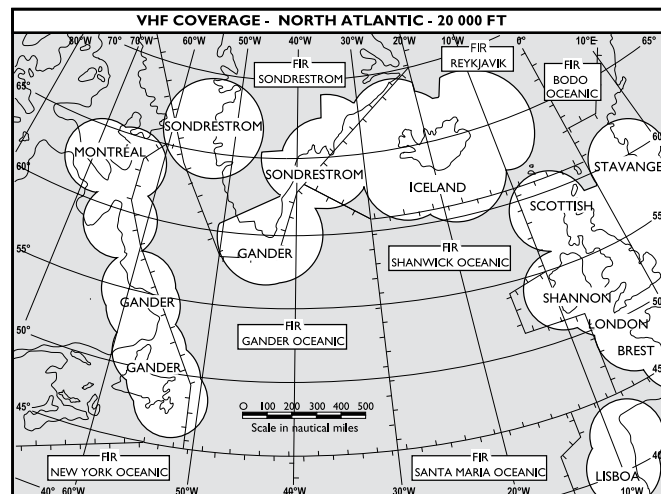 VHF COVERAGE - NORTH ATLANTIC - 20 000 FT
80°W 80° 70° 70°W 60°W 50°W 40°W 30°W 20°W 10°W 0° 10°E
FIR
SONDRESTROM
FIR
REYKJAVIK
FIR
BODO
OCEANIC
65°
65°
60
SONDRESTROM
MONTREAL
STAVANGE
60°
SONDRESTROM
ICELAND
SCOTTISH
55°
GANDER
FIR
SHANWICK OCEANIC
55°
50°
GANDER
SHANNON
50
FIR
GANDER OCEANIC
LONDON
BREST
GANDER
45
45°
0 100 200 300 400 500
Scale in nautical miles
FIR
NEW YORK OCEANIC
FIR
SANTA MARIA OCEANIC
40
LISBOA
40° 60°W 50°W 40°W 30°W 20°W 10°W